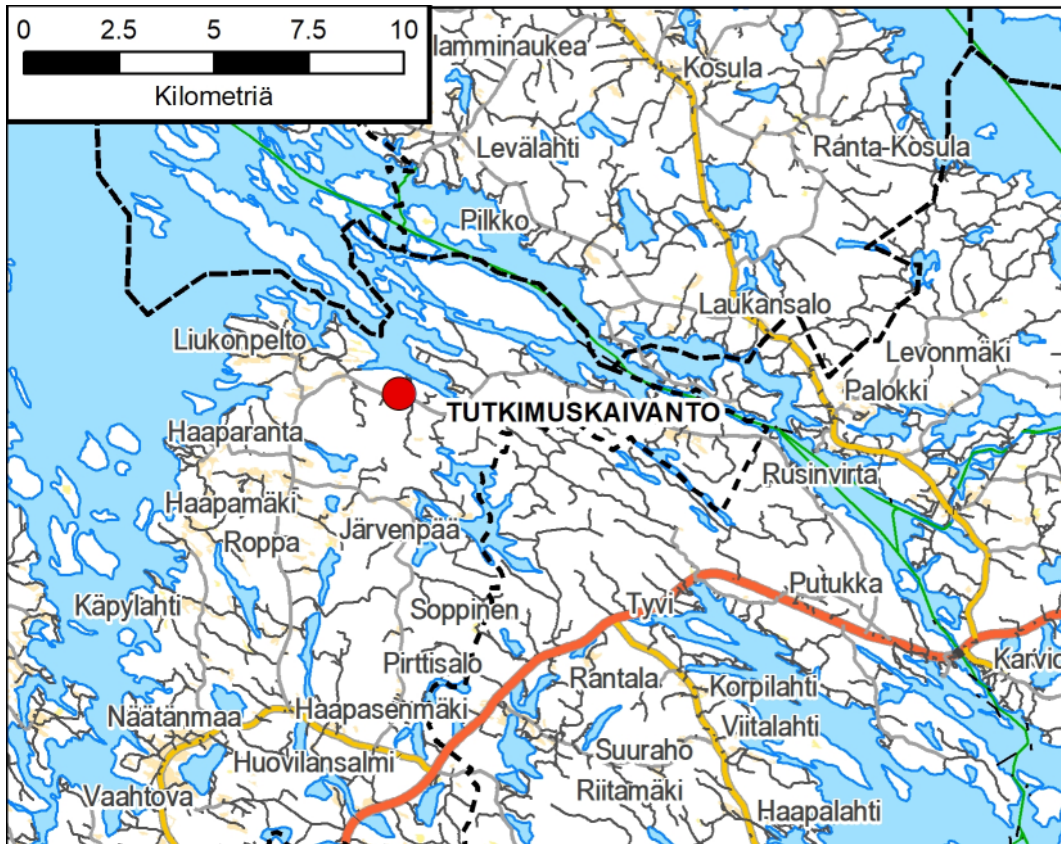 0 2.5 5 7.5 10
Kilometriä
Kosula
Levälahti
Ranta-Kosula
Pilkko
Laukansalo
Liukonpelto
Levonmäki
Palokki
TUTKIMUSKAIVANTO
Haaparanta
Rusinvirta
Haapamäki
Järvenpää
Roppa
Putukka
Käpylahti
Soppinen
Tyvi
Pirttisalo
Rantala
Karvio
Korpilahti
Näätänmaa
Haapasenmäki
Viitalahti
Huovilansalmi
Suuraho
Riitamäki
Vaahtova
Haapalahti